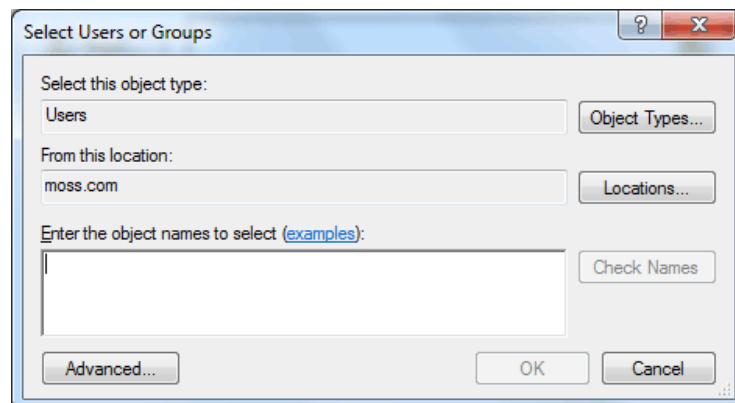 Select Users or Groups
Select this object type:
Users
Object Types...
From this location:
moss.com
Locations...
Enter the object names to select (examples):
Check Names
Advanced...
OK
Cancel